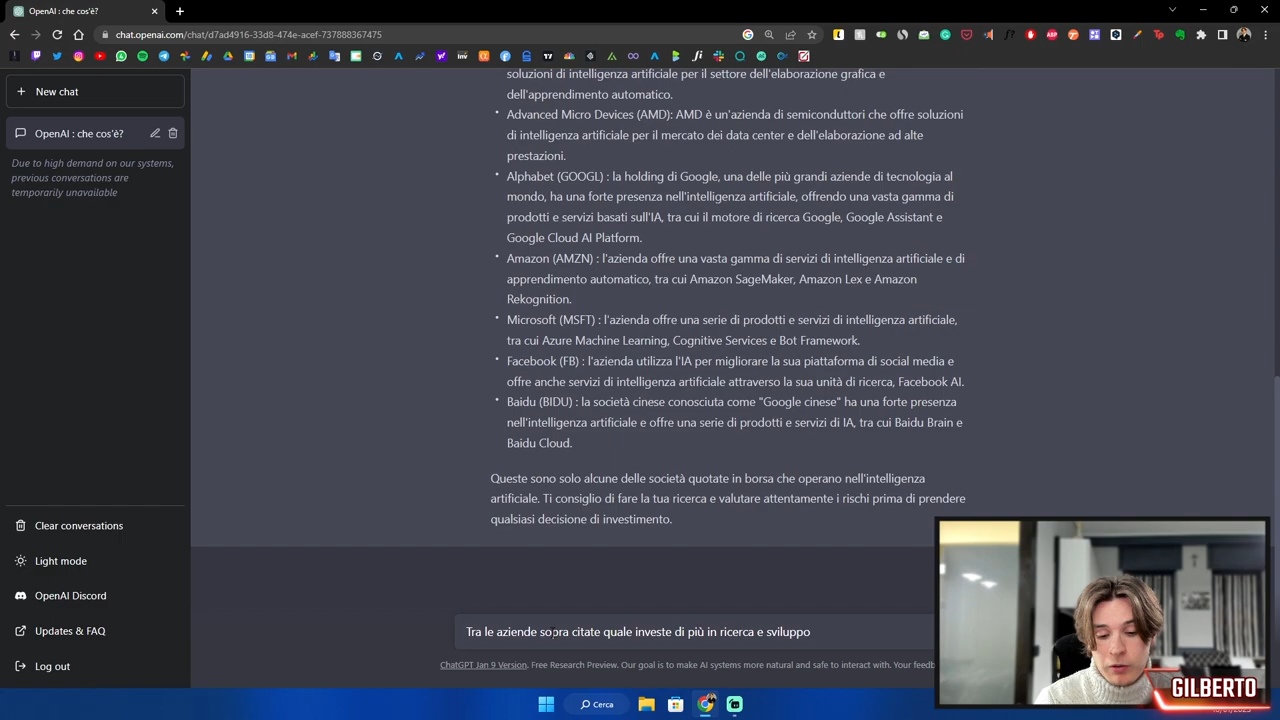 OpenAI : che cos'è?
chat.openai.com/chat/d7ad4916-33d8-474e-acef-737888367475
New chat
OpenAI : che cos'è?
Due to high demand on our systems,
previous conversations are
temporarily unavailable
Clear conversations
Light mode
OpenAI Discord
Updates & FAQ
Log out
soluzioni di intelligenza artificiale per il settore dell'elaborazione grafica e
dell'apprendimento automatico.
Advanced Micro Devices (AMD): AMD è un'azienda di semiconduttori che offre soluzioni
di intelligenza artificiale per il mercato dei data center e dell'elaborazione ad alte
prestazioni.
Alphabet (GOOGL) : la holding di Google, una delle più grandi aziende di tecnologia al
mondo, ha una forte presenza nell'intelligenza artificiale, offrendo una vasta gamma di
prodotti e servizi basati sull'IA, tra cui il motore di ricerca Google, Google Assistant e
Google Cloud AI Platform.
Amazon (AMZN) : l'azienda offre una vasta gamma di servizi di intelligenza artificiale e di
apprendimento automatico, tra cui Amazon SageMaker, Amazon Lex e Amazon
Rekognition.
Microsoft (MSFT) : l'azienda offre una serie di prodotti e servizi di intelligenza artificiale,
tra cui Azure Machine Learning, Cognitive Services e Bot Framework.
Facebook (FB) : l'azienda utilizza l'IA per migliorare la sua piattaforma di social media e
offre anche servizi di intelligenza artificiale attraverso la sua unità di ricerca, Facebook AI.
Baidu (BIDU) : la società cinese conosciuta come "Google cinese" ha una forte presenza
nell'intelligenza artificiale e offre una serie di prodotti e servizi di IA, tra cui Baidu Brain e
Baidu Cloud.
Queste sono solo alcune delle società quotate in borsa che operano nell'intelligenza
artificiale. Ti consiglio di fare la tua ricerca e valutare attentamente i rischi prima di prendere
qualsiasi decisione di investimento.
Tra le aziende sopra citate quale investe di più in ricerca e sviluppo
ChatGPT Jan 9 Version. Free Research Preview. Our goal is to make AI systems more natural and safe to interact with. Your
Cerca
GILBERTO